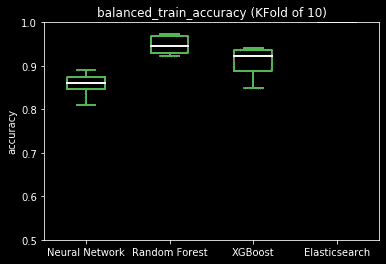 balanced_train_accuracy (KFold of 10)
1.0
0.9
0.8
0.7
0.6
0.5
accuracy
Neural Network Random Forest XGBoost Elasticsearch